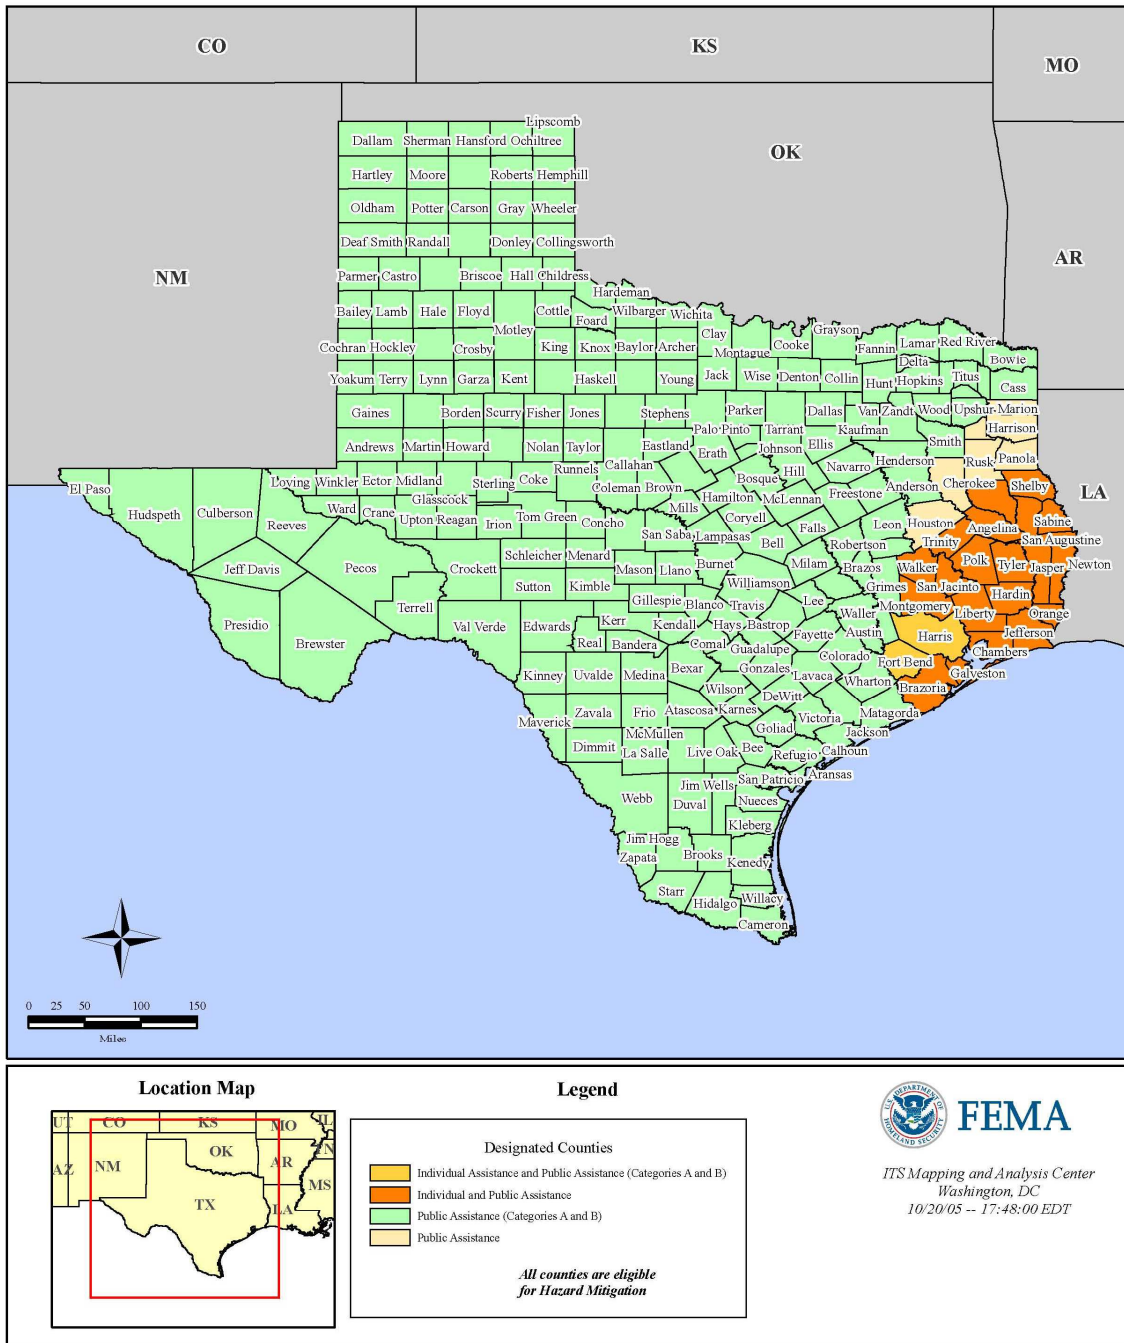 CO
KS
MO
OK
NM
AR
LA
Lipscomb
Dallam Sherman Hansford Ochiltree
Hartley Moore Roberts Hemphill
Oldham Potter Carson Gray Wheeler
Deaf Smith Randall Donley Collingsworth
Parmer Castro Briscoe Hall Childress
Hardeman
Bailey Lamb Hale Floyd Cottle Foard Wilbarger Wichita
Motley Clay Grayson
Montague Cooke Fannin Lamar Red River
Cochran Hockley Crosby King Knox Baylor Archer Delta Bowie
Yoakum Terry Lynn Garza Kent Haskell Young Jack Wise Denton Collin Hunt Hopkins Titus Cass
Gaines Borden Scurry Fisher Jones Stephens Parker Dallas Van Zandt Wood Upshur Marion
Palo Pinto Tarrant Kaufman Harrison
Andrews Martin Howard Nolan Taylor Eastland Erath Johnson Ellis Smith
Runnels Callahan Hill Navarro Henderson Rusk Panola
El Paso Loving Winkler Ector Midland Sterling Coke Coleman Brown Bosque Anderson Cherokee Shelby
Hudspeth Culberson Reeves Ward Crane Glasscock Hamilton McLennan Freestone
Upton Reagan Irion Tom Green Concho Mills Coryell Falls Leon Houston Angelina Sabine
San Saba Lampasas Bell Robertson Trinity San Augustine
Jeff Davis Pecos Crockett Schleicher Menard Mason Llano Burnet Milam Brazos Walker Polk Tyler Jasper Newton
Sutton Kimble Williamson Grimes San Jacinto Hardin
Presidio Terrell Gillespie Blanco Travis Lee Waller Montgomery Liberty Orange
Brewster Val Verde Edwards Kerr Kendall Hays Bastrop Fayette Austin Harris Jefferson
Real Bandera Comal Guadalupe Colorado Chambers
Kinney Uvalde Medina Bexar Gonzales Lavaca Wharton Fort Bend Galveston
Wilson DeWitt Brazoria
Maverick Zavala Frio Atascosa Karnes Victoria Matagorda
McMullen Goliad Jackson
Dimmit La Salle Live Oak Bee Refugio Calhoun
San Patricio Aransas
Webb Jim Wells Nueces
Duval
Kleberg
Jim Hogg
Zapata Brooks Kenedy
Starr Hidalgo Willacy
Cameron
0 25 50 100 150
Miles
Location Map
UT CO KS MO IL
AZ NM OK AR TN
TX LA MS
Legend
Designated Counties
Individual Assistance and Public Assistance (Categories A and B)
Individual and Public Assistance
Public Assistance (Categories A and B)
Public Assistance
All counties are eligible
for Hazard Mitigation
U.S. DEPARTMENT OF
HOMELAND SECURITY
FEMA
ITS Mapping and Analysis Center
Washington, DC
10/20/05 -- 17:48:00 EDT